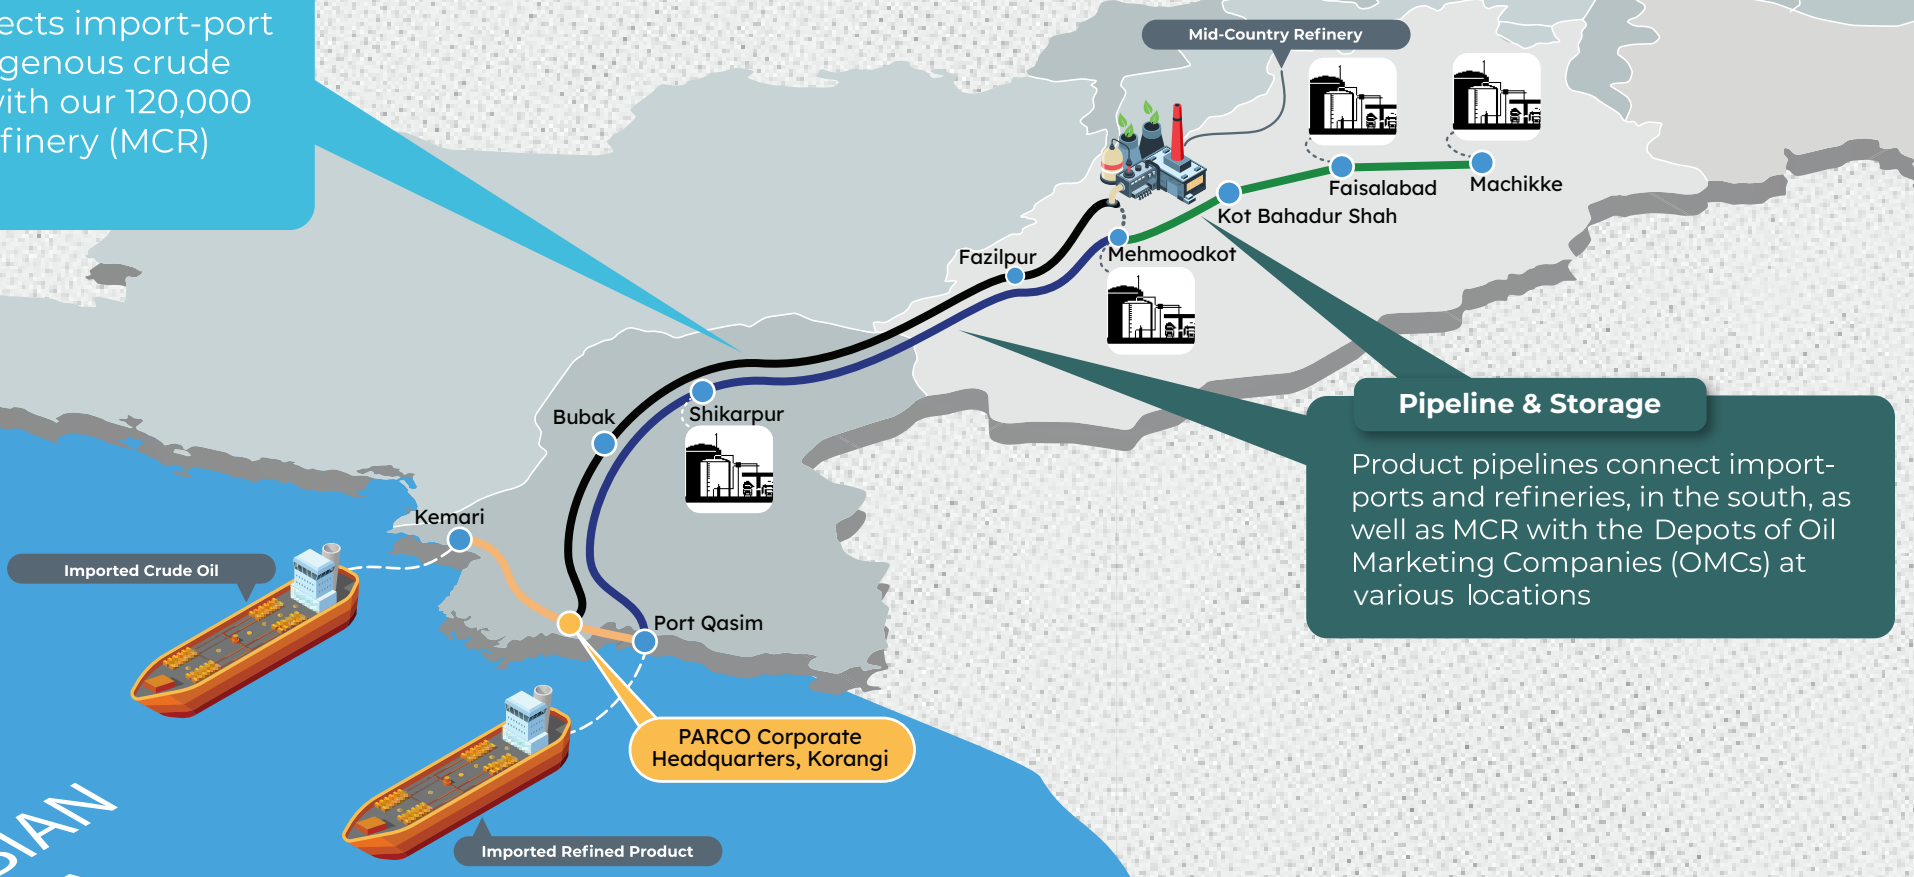 ects import-port
genous crude
with our 120,000
finery (MCR)
Mid-Country Refinery
Faisalabad
Machikke
Kot Bahadur Shah
Mehmoodkot
Fazilpur
Shikarpur
Bubak
Kemari
Port Qasim
Pipeline & Storage
Product pipelines connect import-
ports and refineries, in the south, as
well as MCR with the Depots of Oil
Marketing Companies (OMCs) at
various locations
Imported Crude Oil
PARCO Corporate
Headquarters, Korangi
Imported Refined Product
SIAN